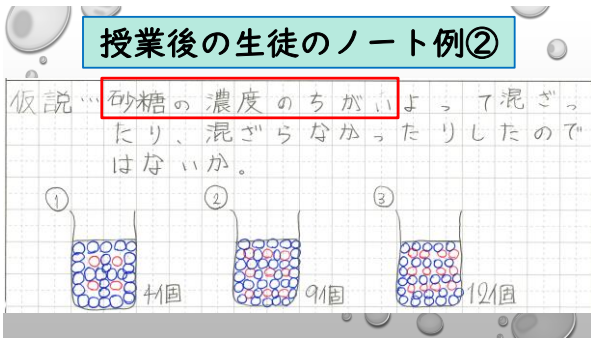 授業後の生徒のノート例②
仮説…砂糖の濃度のちがいよって混ざっ
たり、混ざらなかったりしたので
はないか。
① ② ③
4個 9個 12個